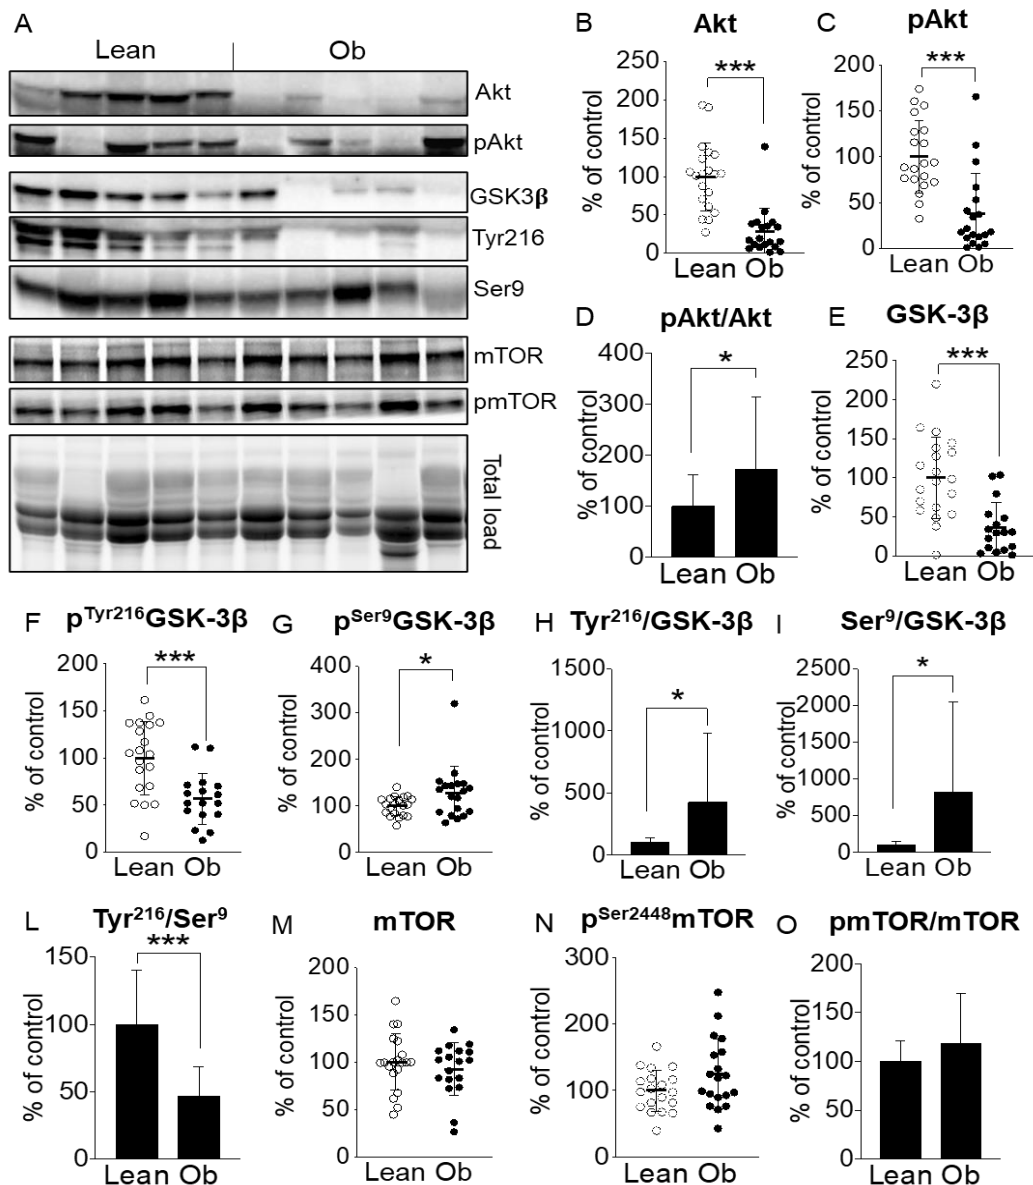 A
Lean
Ob
Akt
pAkt
GSK3β
Tyr216
Ser9
mTOR
pmTOR
Total load
B
Akt
% of control
250
200
150
100
50
0
***
Lean Ob
C
pAkt
% of control
200
150
100
50
0
***
Lean Ob
D
pAkt/Akt
% of control
400
300
200
100
0
*
Lean Ob
E
GSK-3β
% of control
250
200
150
100
50
0
***
Lean Ob
F
pTyr216GSK-3β
% of control
200
150
100
50
0
***
Lean Ob
G
pSer9GSK-3β
% of control
400
300
200
100
0
*
Lean Ob
H
Tyr216/GSK-3β
% of control
1500
1000
500
0
*
Lean Ob
I
Ser9/GSK-3β
% of control
2500
2000
1500
1000
500
0
*
Lean Ob
L
Tyr216/Ser9
% of control
150
100
50
0
***
Lean Ob
M
mTOR
% of control
200
150
100
50
0
Lean Ob
N
pSer2448mTOR
% of control
300
200
100
0
Lean Ob
O
pmTOR/mTOR
% of control
200
150
100
50
0
Lean Ob